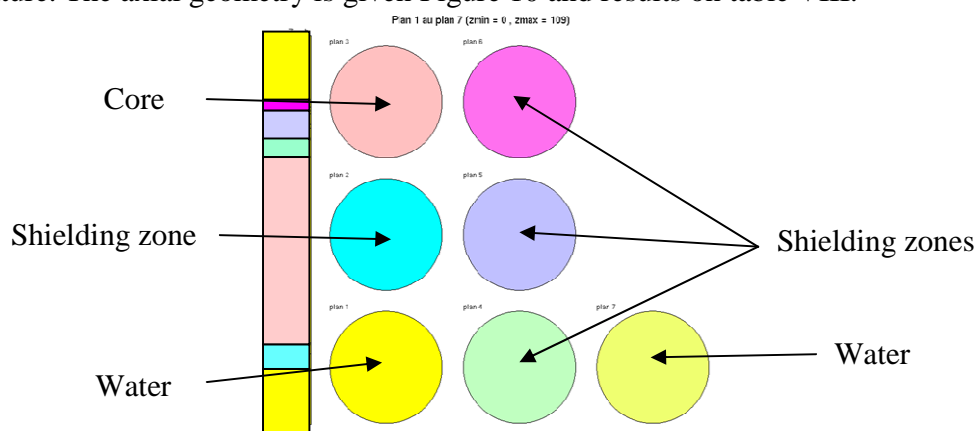 ture. The axial geometry is given Figure 10 and results on table VIII.
Plan 1 au plan 7 (zmin = 0 , zmax = 109)
plan 3
plan 6
Core
plan 2
plan 5
Shielding zone
Shielding zones
plan 1
plan 4
plan 7
Water
Water